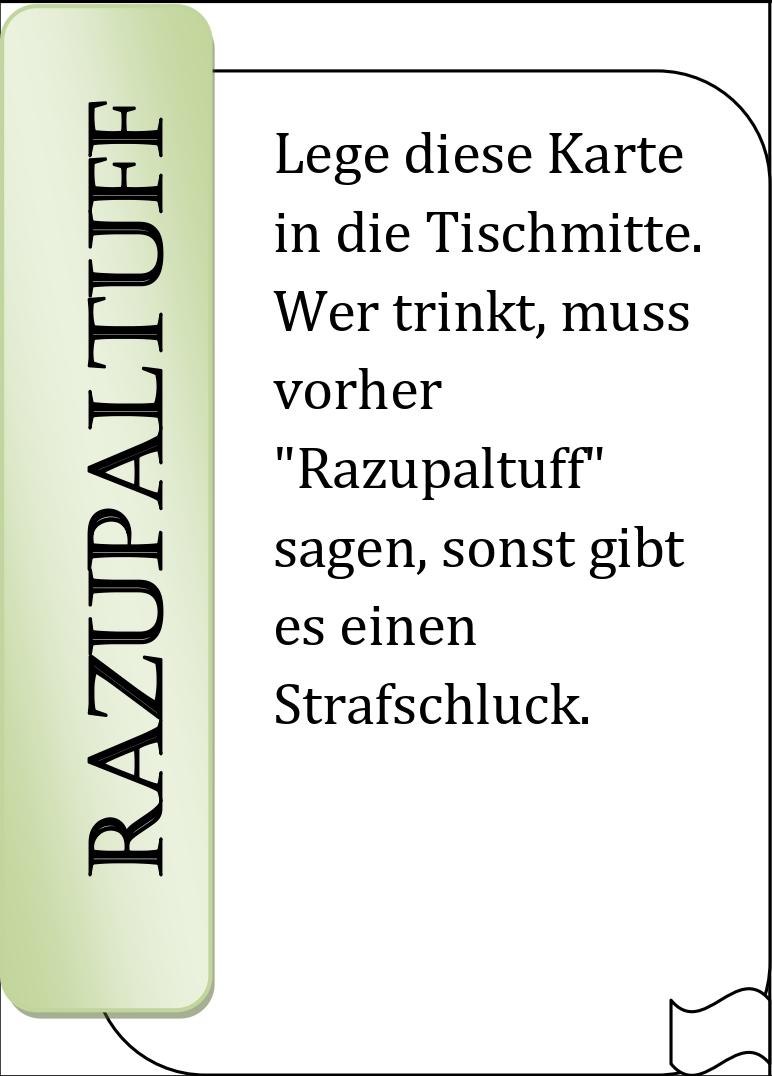 RAZUPALTUFF
Lege diese Karte
in die Tischmitte.
Wer trinkt, muss
vorher
"Razupaltuff"
sagen, sonst gibt
es einen
Strafschluck.